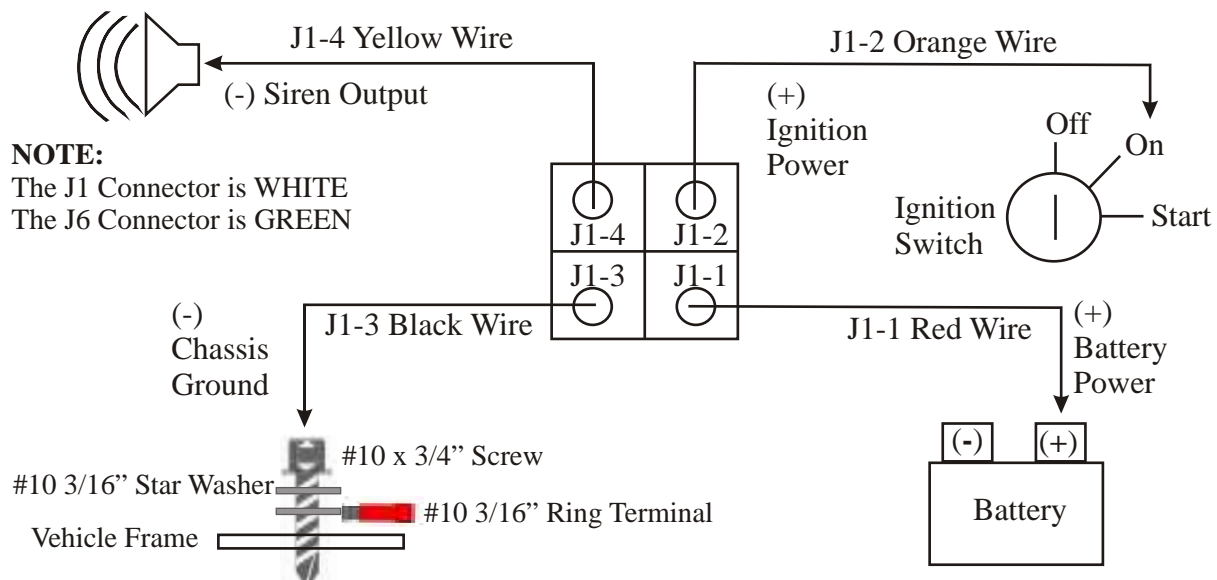 J1-4 Yellow Wire
(-) Siren Output
J1-2 Orange Wire
(+)
Ignition
Power
Off
On
Start
Ignition
Switch
NOTE:
The J1 Connector is WHITE
The J6 Connector is GREEN
J1-4
J1-2
J1-3
J1-1
(-)
Chassis
Ground
J1-3 Black Wire
J1-1 Red Wire
(+)
Battery
Power
#10 x 3/4” Screw
#10 3/16” Star Washer
#10 3/16” Ring Terminal
Vehicle Frame
(-)
(+)
Battery